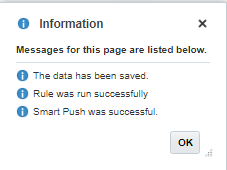 Information
Messages for this page are listed below.
The data has been saved.
Rule was run successfully
Smart Push was successful.
OK